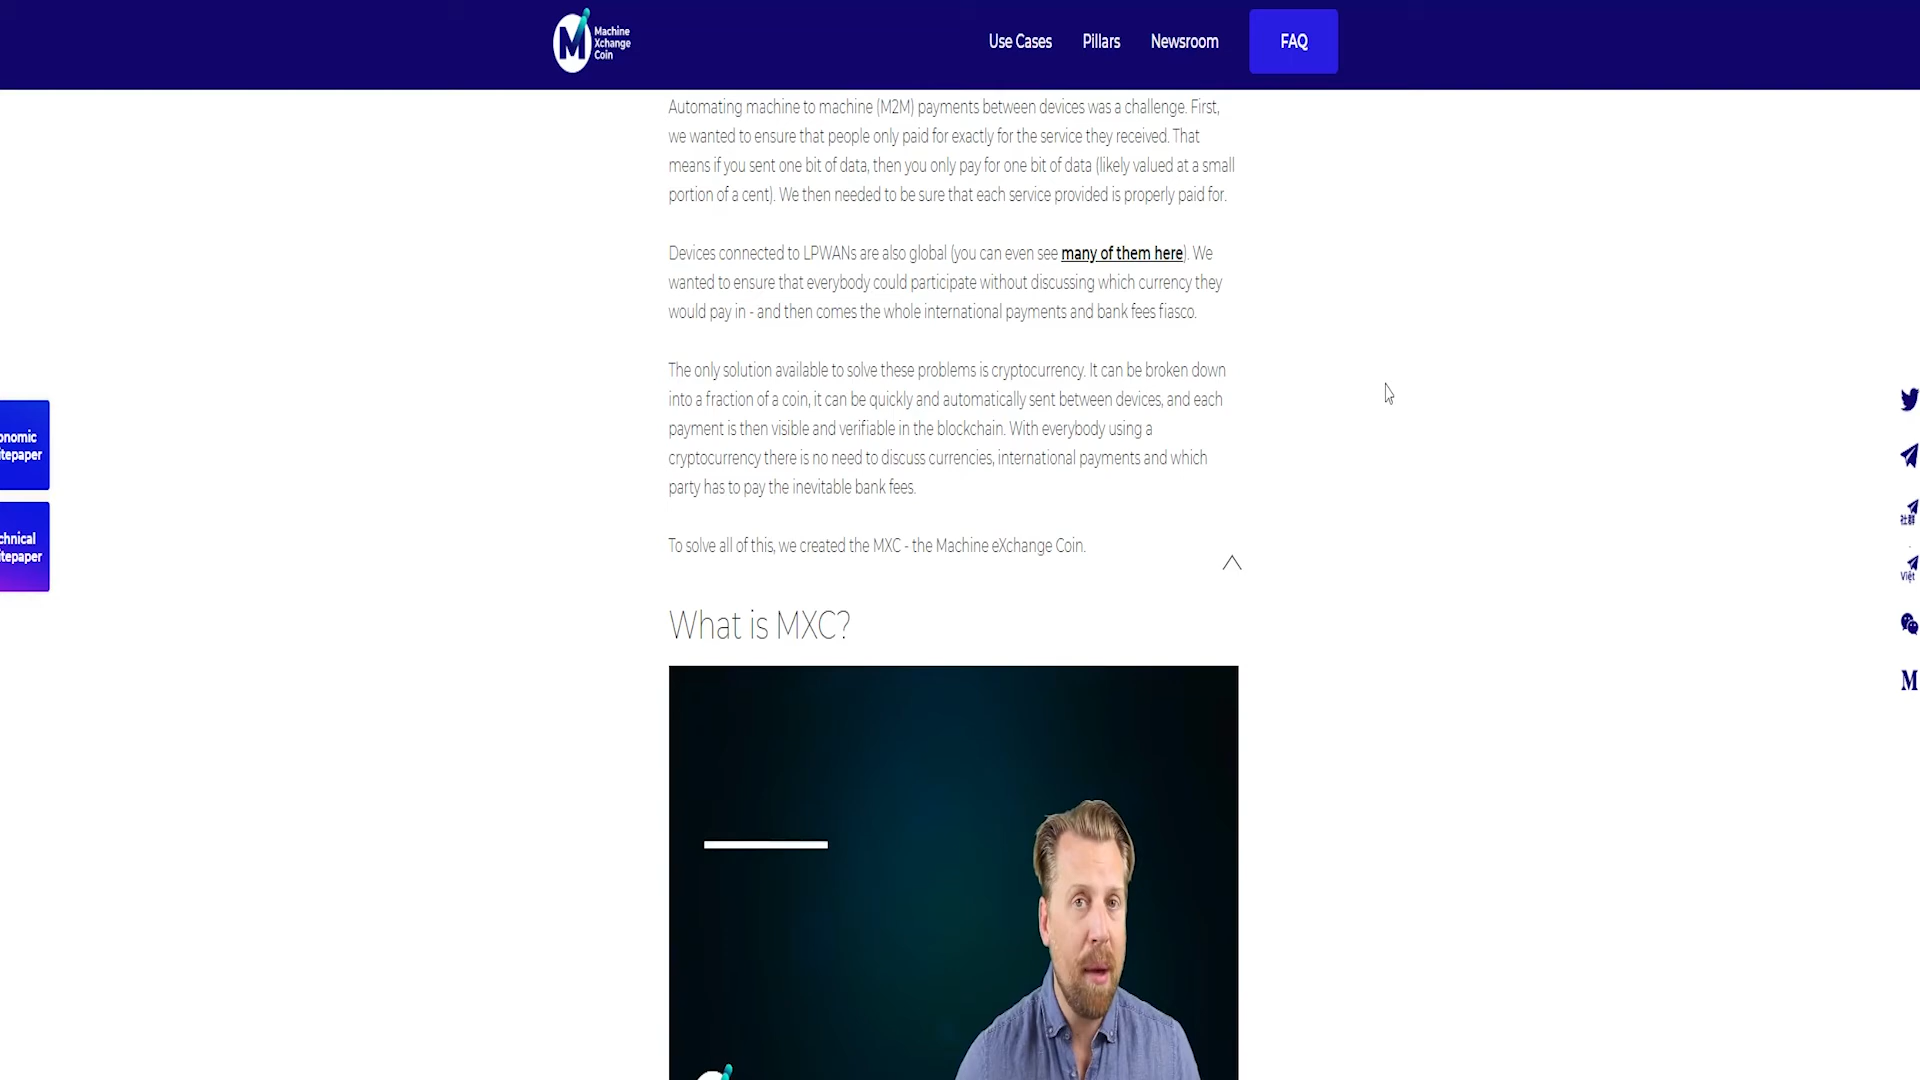 Machine
Xchange
Coin
Use Cases
Pillars
Newsroom
FAQ
Automating machine to machine (M2M) payments between devices was a challenge. First,
we wanted to ensure that people only paid for exactly for the service they received. That
means if you sent one bit of data, then you only pay for one bit of data (likely valued at a small
portion of a cent). We then needed to be sure that each service provided is properly paid for.
Devices connected to LPWANs are also global (you can even see many of them here). We
wanted to ensure that everybody could participate without discussing which currency they
would pay in - and then comes the whole international payments and bank fees fiasco.
The only solution available to solve these problems is cryptocurrency. It can be broken down
into a fraction of a coin, it can be quickly and automatically sent between devices, and each
payment is then visible and verifiable in the blockchain. With everybody using a
cryptocurrency there is no need to discuss currencies, international payments and which
party has to pay the inevitable bank fees.
To solve all of this, we created the MXC - the Machine eXchange Coin.
What is MXC?
onomic
itepaper
chnical
itepaper
社群
Việt
M